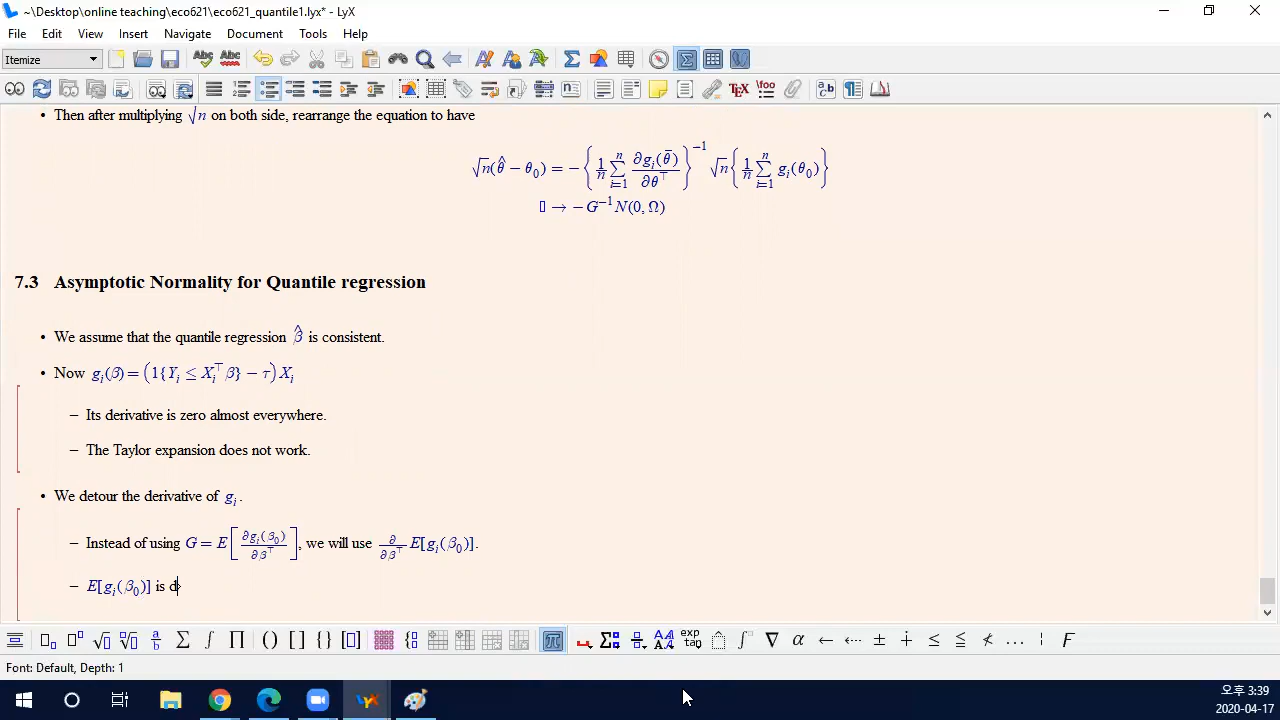 ~\Desktop\online teaching\eco621\eco621_quantile1.lyx* - LyX
File Edit View Insert Navigate Document Tools Help
Itemize
• Then after multiplying √n on both side, rearrange the equation to have
√n(θ̂ − θ₀) = −{1/n ∑ᵢ₌₁ⁿ ∂gᵢ(θ̄)/∂θ^⊤}⁻¹ √n{1/n ∑ᵢ₌₁ⁿ gᵢ(θ₀)}
▯ → − G⁻¹ N(0, Ω)
7.3 Asymptotic Normality for Quantile regression
• We assume that the quantile regression β̂ is consistent.
• Now gᵢ(β) = (1{Yᵢ ≤ Xᵢ^⊤ β} − τ) Xᵢ
− Its derivative is zero almost everywhere.
− The Taylor expansion does not work.
• We detour the derivative of gᵢ.
− Instead of using G = E[∂gᵢ(β₀)/∂β^⊤], we will use ∂/∂β^⊤ E[gᵢ(β₀)].
− E[gᵢ(β₀)] is d
Font: Default, Depth: 1
오후 3:39
2020-04-17